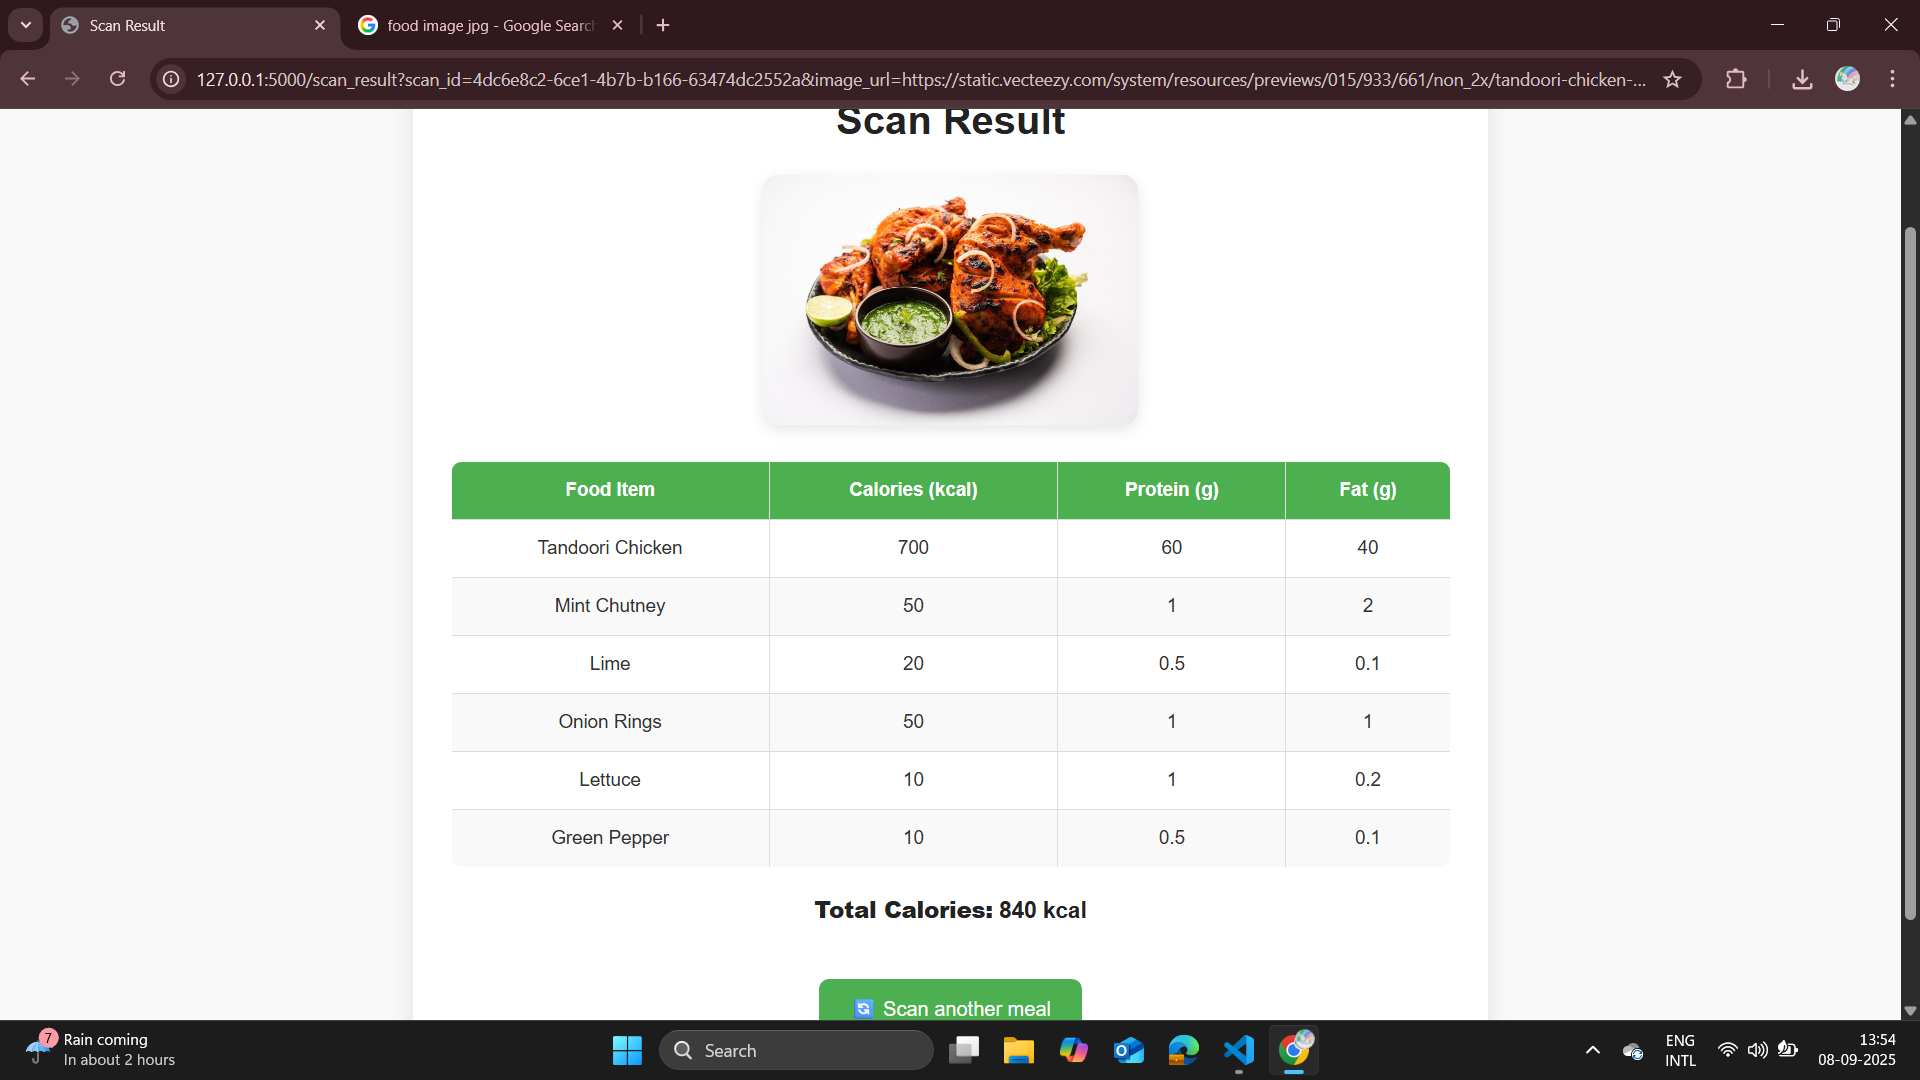 Scan Result
food image jpg - Google Search
127.0.0.1:5000/scan_result?scan_id=4dc6e8c2-6ce1-4b7b-b166-63474dc2552a&image_url=https://static.vecteezy.com/system/resources/previews/015/933/661/non_2x/tandoori-chicken-...
Scan Result
Food Item Calories (kcal) Protein (g) Fat (g)
Tandoori Chicken 700 60 40
Mint Chutney 50 1 2
Lime 20 0.5 0.1
Onion Rings 50 1 1
Lettuce 10 1 0.2
Green Pepper 10 0.5 0.1
Total Calories: 840 kcal
Scan another meal
7
Rain coming
In about 2 hours
Search
ENG
INTL
13:54
08-09-2025